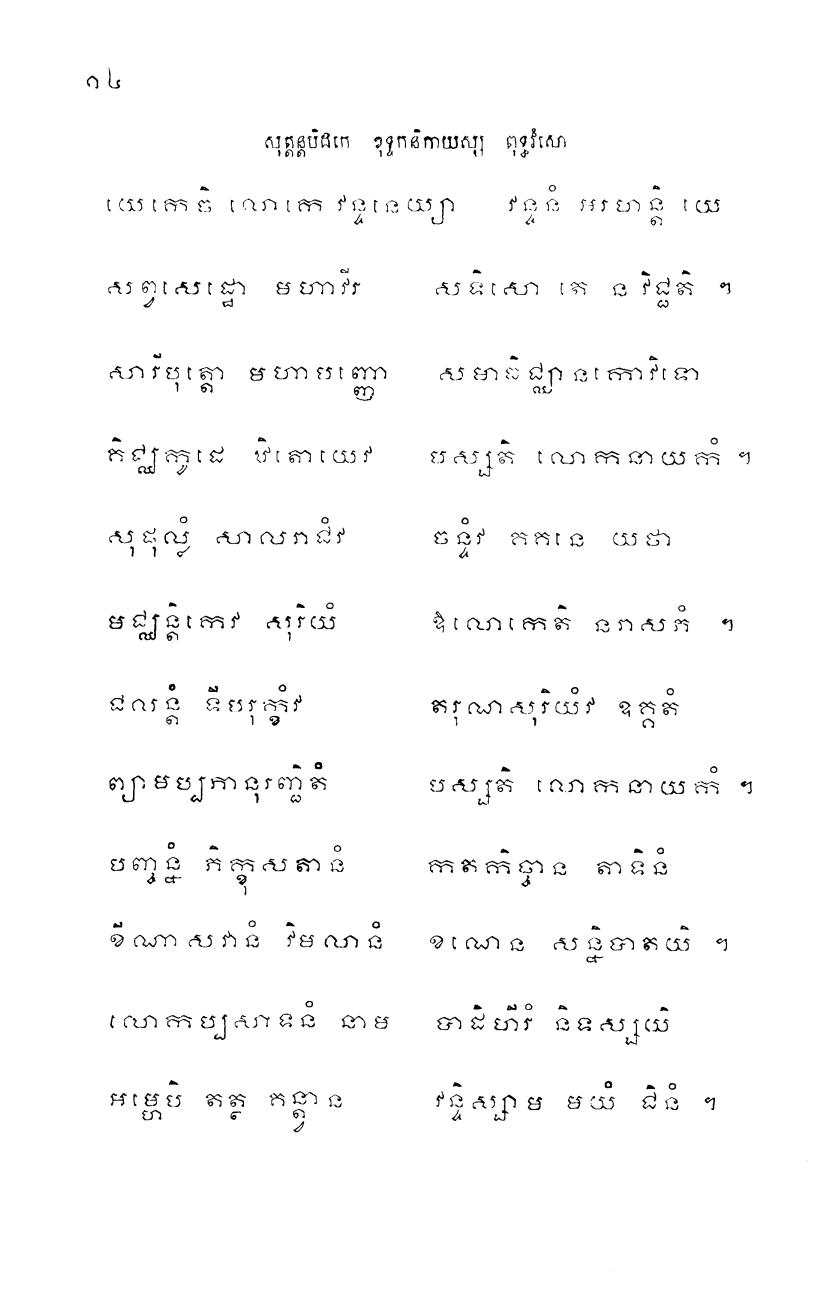 ១៤
សុត្តន្តបិដកេ ខុទ្ទកនិកាយស្ស ពុទ្ធវំសោ
យេកេចិ លោកេ វន្ទនេយ្យា វន្ទនំ អរហន្តិ យេ
សព្វសេដ្ឋោ មហាវីរ សទិសោ តេ ន វិជ្ជតិ ។
សារីបុត្តោ មហាបញ្ញោ សមាធិជ្ឈានកោវិទោ
គិជ្ឈកូដេ ឋិតោយេវ បស្សតិ លោកនាយកំ ។
សុផុល្លំ សាលរាជំវ ចន្ទំវ គគនេ យថា
មជ្ឈន្តិកេវ សុរិយំ ឱលោកេតិ នរាសភំ ។
ជលន្តំ ទីបរុក្ខំវ តរុណសុរិយំវ ឧគ្គតំ
ព្យាមប្បភានុរញ្ជិតំ បស្សតិ លោកនាយកំ ។
បញ្ចន្នំ ភិក្ខុសតានំ កតកិច្ចាន តាទិនំ
ខីណាសវានំ វិមលានំ ខណេន សន្និបាតយិ ។
លោកប្បសាទនំ នាម បាដិហីរំ និទស្សយិ
អម្ហេបិ តត្ថ គន្ត្វាន វន្ទិស្សាម មយំ ជិនំ ។